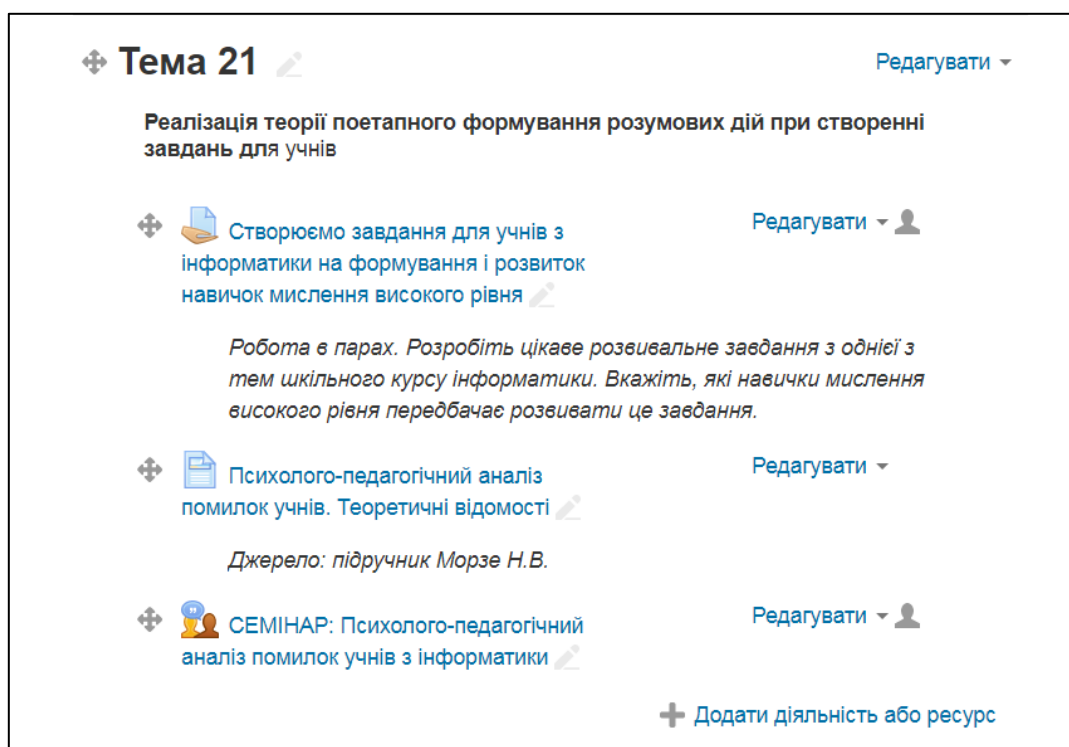 Тема 21
Редагувати
Реалізація теорії поетапного формування розумових дій при створенні
завдань для учнів
Створюємо завдання для учнів з
Редагувати
інформатики на формування і розвиток
навичок мислення високого рівня
Робота в парах. Розробіть цікаве розвивальне завдання з однієї з
тем шкільного курсу інформатики. Вкажіть, які навички мислення
високого рівня передбачає розвивати це завдання.
Психолого-педагогічний аналіз
Редагувати
помилок учнів. Теоретичні відомості
Джерело: підручник Морзе Н.В.
СЕМІНАР: Психолого-педагогічний
Редагувати
аналіз помилок учнів з інформатики
Додати діяльність або ресурс